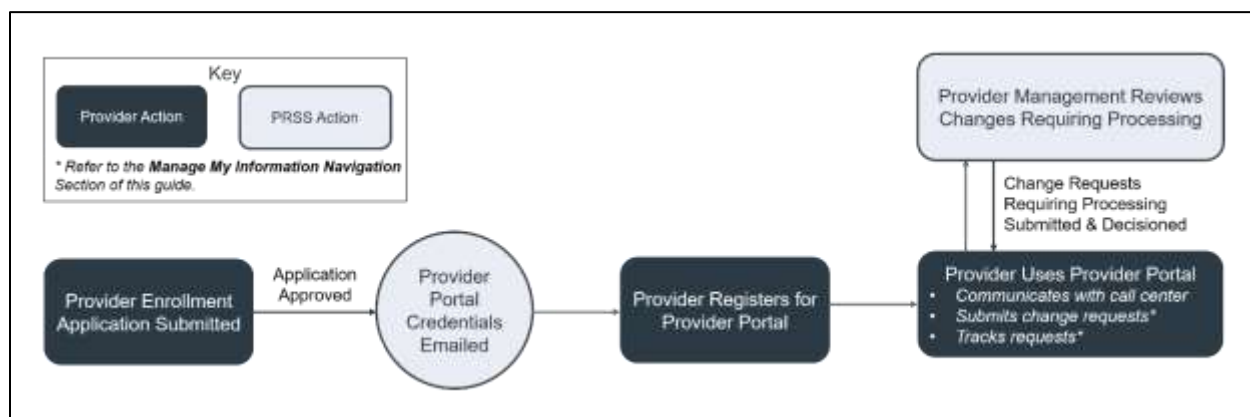 Key
Provider Action
PRSS Action
* Refer to the Manage My Information Navigation
Section of this guide.
Provider Management Reviews
Changes Requiring Processing
Change Requests
Requiring Processing
Submitted & Decisioned
Provider Enrollment
Application Submitted
Application
Approved
Provider
Portal
Credentials
Emailed
Provider Registers for
Provider Portal
Provider Uses Provider Portal
• Communicates with call center
• Submits change requests*
• Tracks requests*